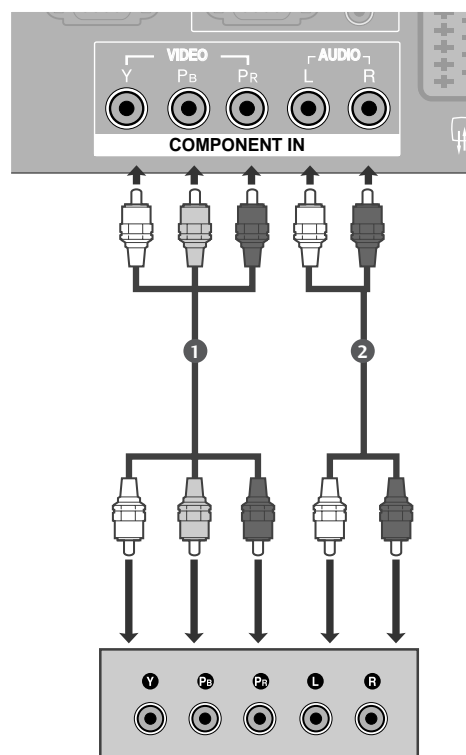 VIDEO AUDIO
Y PB PR L R
COMPONENT IN
1 2
Y PB PR L R